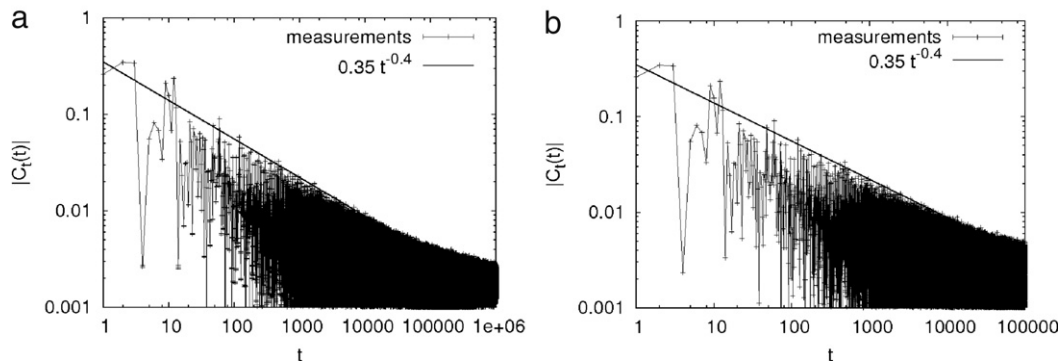 a
measurements
0.35 t^-0.4
|C_t(t)|
1
0.1
0.01
0.001
1 10 100 1000 10000 100000 1e+06
t
b
measurements
0.35 t^-0.4
|C_t(t)|
1
0.1
0.01
0.001
1 10 100 1000 10000 100000
t